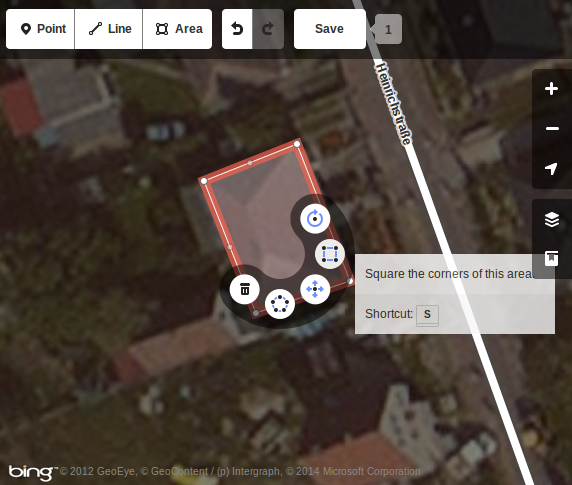 Point
Line
Area
Save
1
Heinrichstraße
Square the corners of this area.
Shortcut: S
bing™ © 2012 GeoEye, © GeoContent / (p) Intergraph, © 2014 Microsoft Corporation